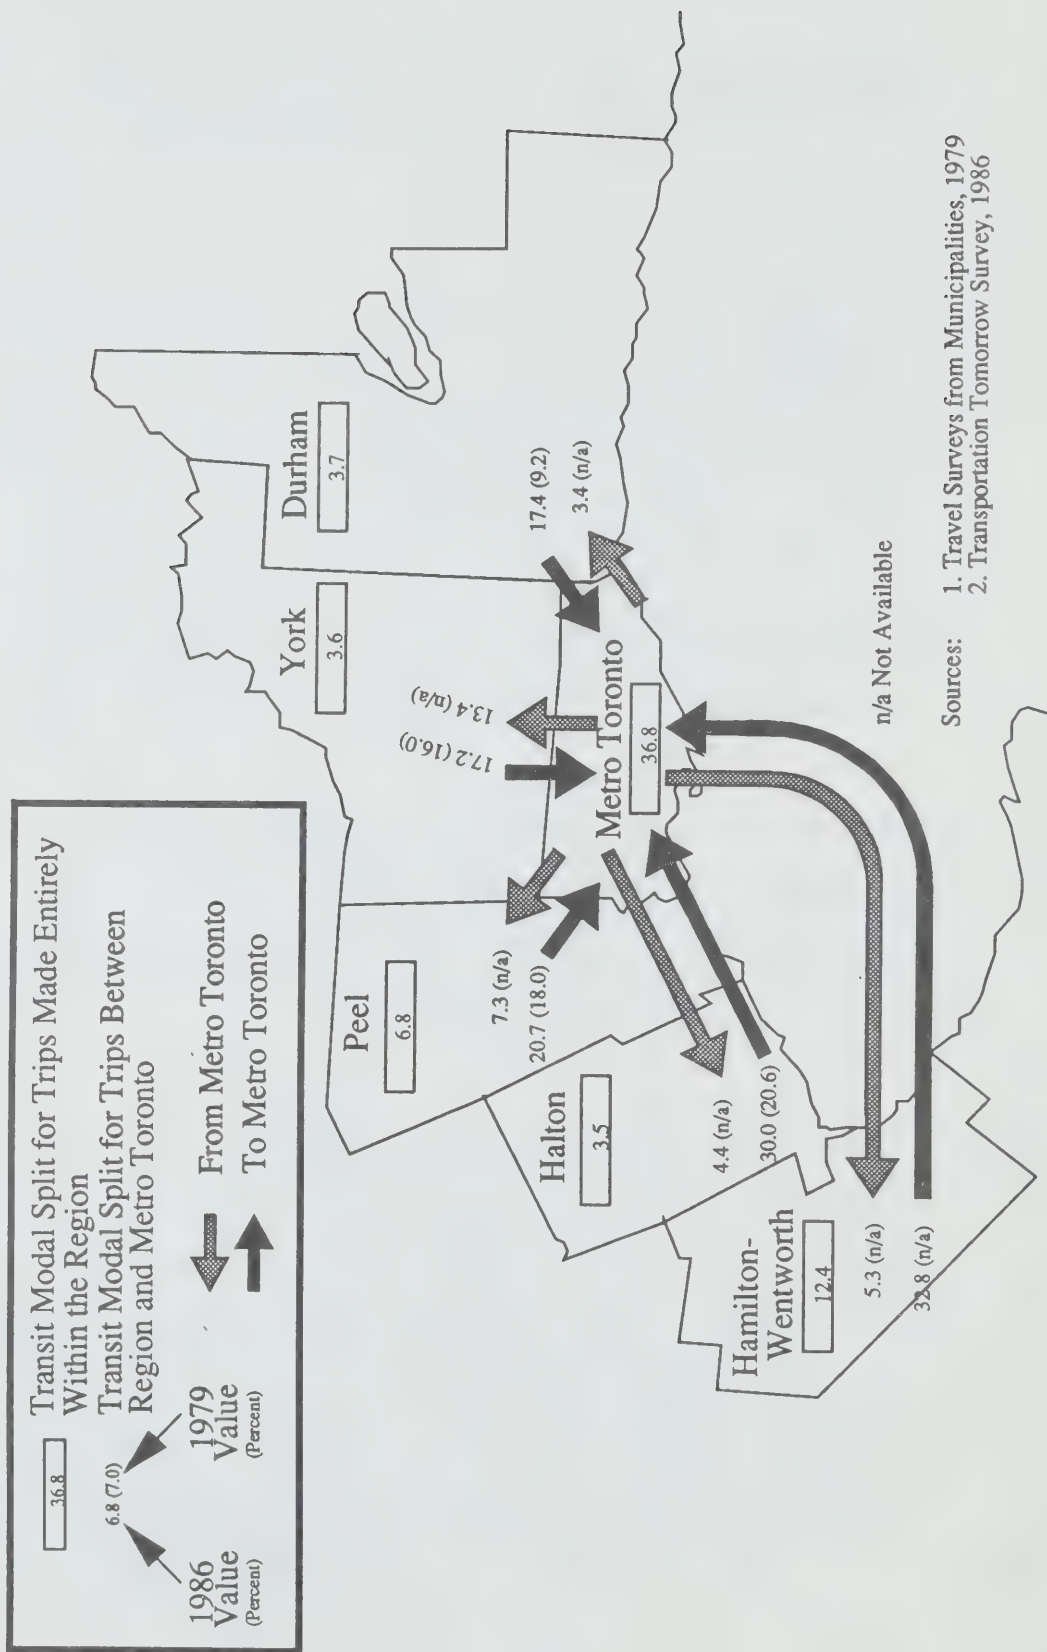 36.8
Transit Modal Split for Trips Made Entirely
Within the Region
6.8 (7.0)
Transit Modal Split for Trips Between
Region and Metro Toronto
1986
Value
(Percent)
1979
Value
(Percent)
From Metro Toronto
To Metro Toronto
Peel
6.8
York
3.6
Durham
3.7
Halton
3.5
Hamilton-
Wentworth
12.4
Metro Toronto
36.8
7.3 (n/a)
20.7 (18.0)
17.2 (16.0)
13.4 (n/a)
17.4 (9.2)
3.4 (n/a)
4.4 (n/a)
30.0 (20.6)
5.3 (n/a)
32.8 (n/a)
n/a Not Available
Sources: 1. Travel Surveys from Municipalities, 1979
2. Transportation Tomorrow Survey, 1986